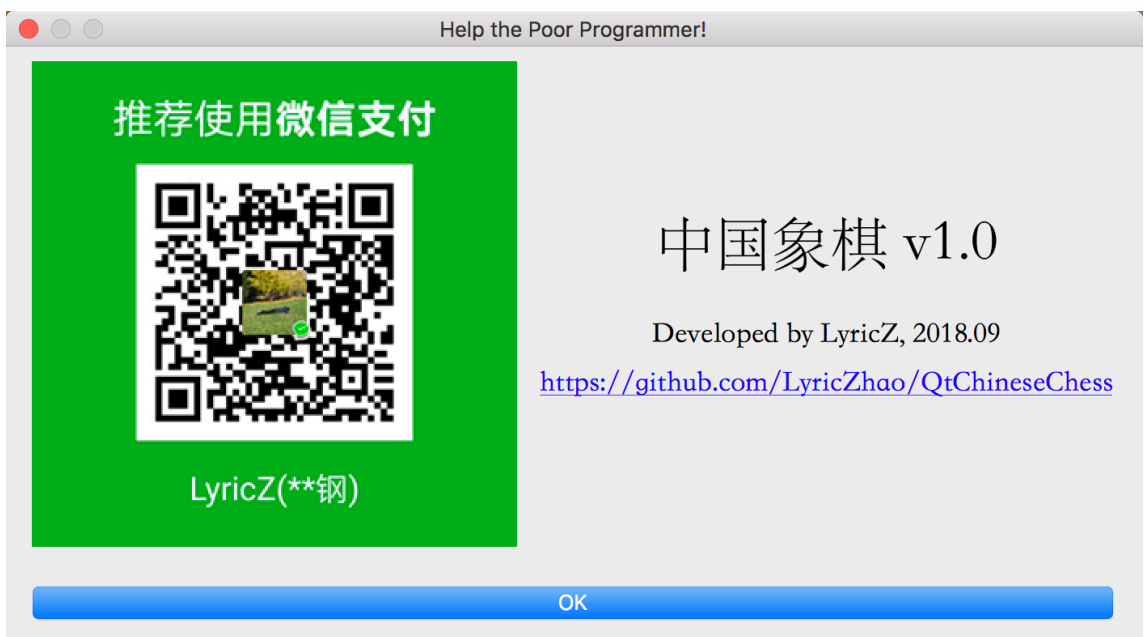 Help the Poor Programmer!
推荐使用微信支付
LyricZ(**钢)
中国象棋 v1.0
Developed by LyricZ, 2018.09
https://github.com/LyricZhao/QtChineseChess
OK